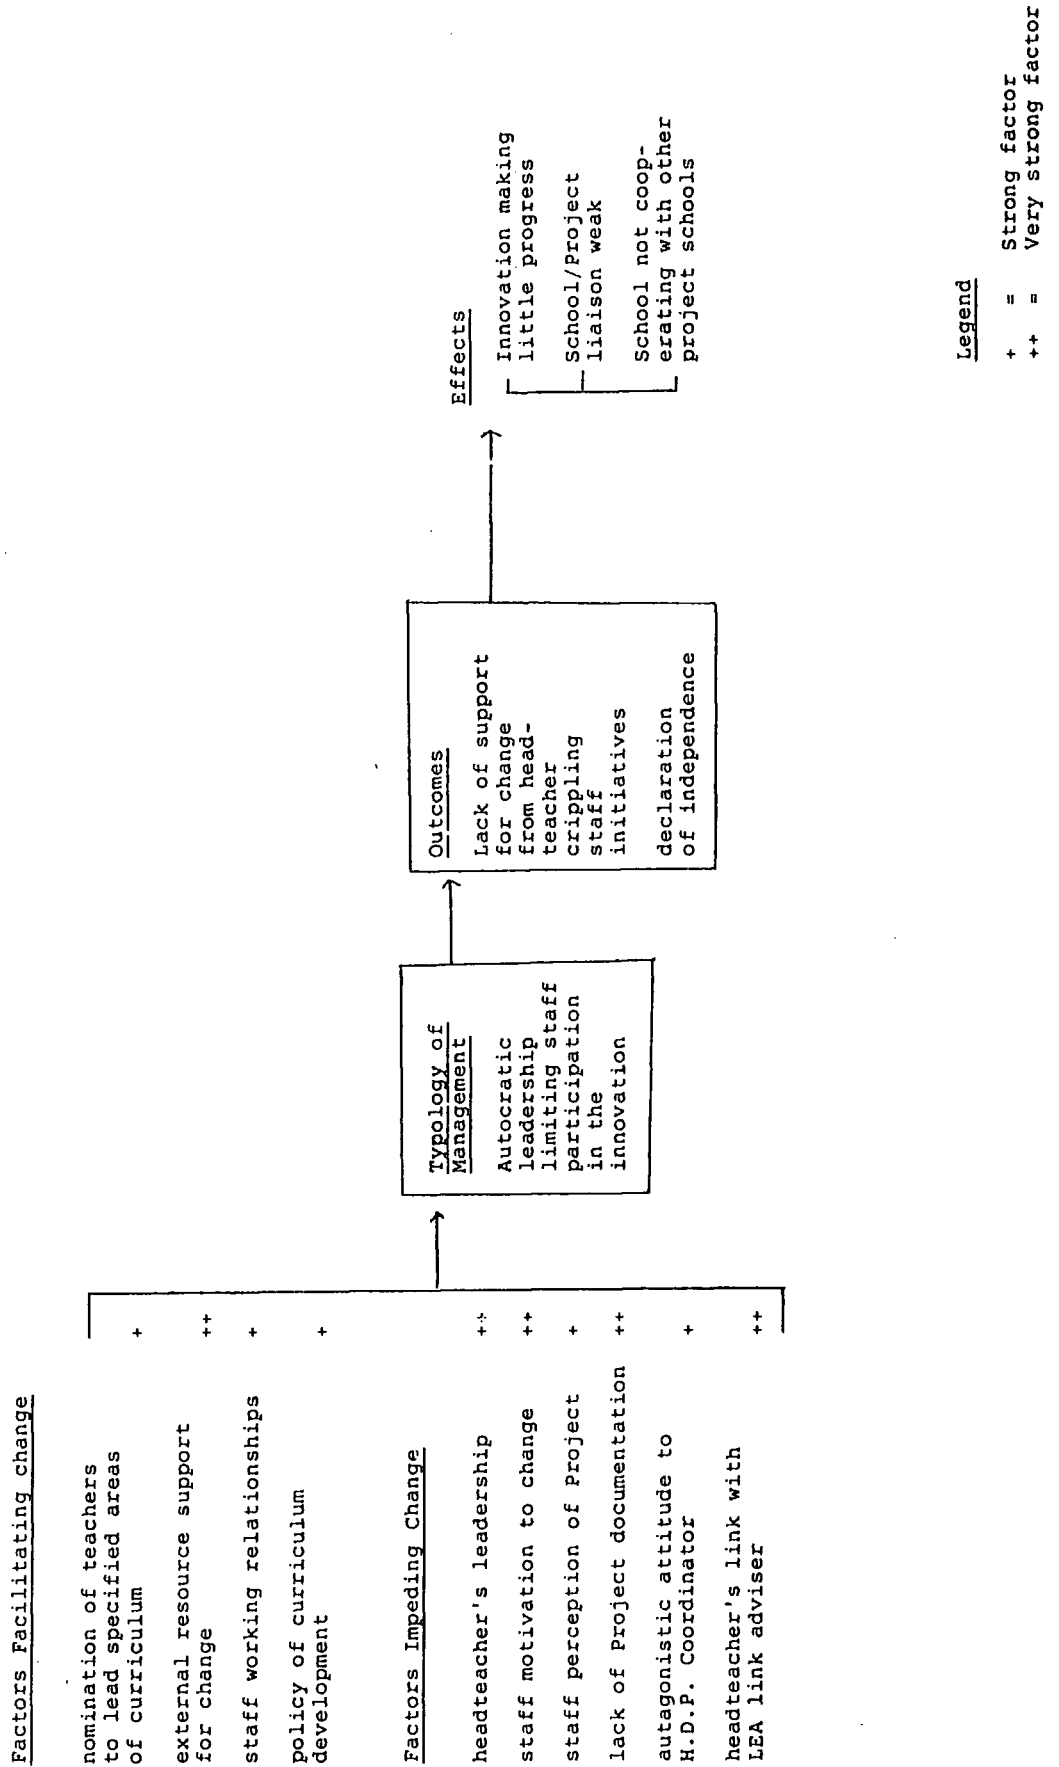 Factors Facilitating change
nomination of teachers
to lead specified areas
of curriculum +
external resource support
for change ++
staff working relationships +
policy of curriculum
development +
Factors Impeding Change
headteacher's leadership ++
staff motivation to change ++
staff perception of Project +
lack of Project documentation ++
autagonistic attitude to
H.D.P. Coordinator +
headteacher's link with
LEA link adviser ++
Typology of
Management
Autocratic
leadership
limiting staff
participation
in the
innovation
Outcomes
Lack of support
for change
from head-
teacher
crippling
staff
initiatives
declaration
of independence
Effects
Innovation making
little progress
School/Project
liaison weak
School not coop-
erating with other
project schools
Legend
+ = Strong factor
++ = Very strong factor